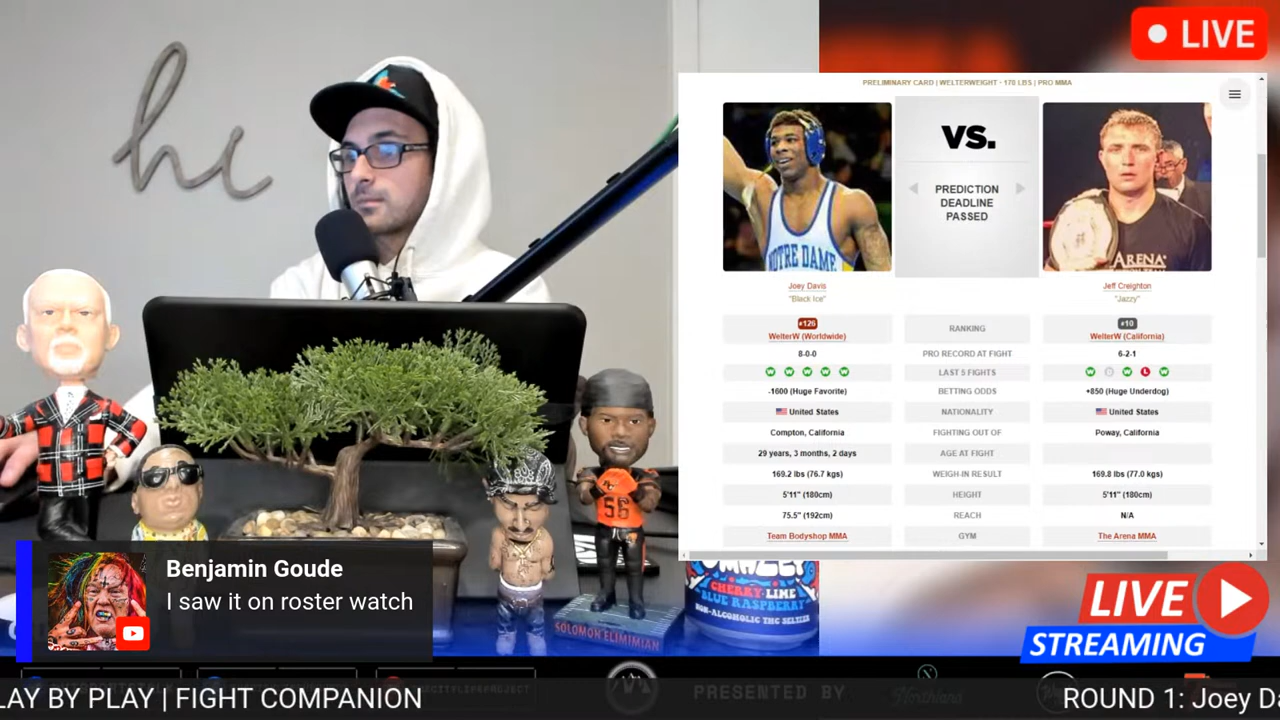 hi
LIVE
PRELIMINARY CARD | WELTERWEIGHT · 170 LBS | PRO MMA
VS.
PREDICTION
DEADLINE
PASSED
NOTRE DAME
ARENA
Joey Davis
"Black Ice"
Jeff Creighton
"Jazzy"
#126
WelterW (Worldwide)
RANKING
#10
WelterW (California)
8-0-0
PRO RECORD AT FIGHT
6-2-1
W W W W W
LAST 5 FIGHTS
W D W L W
-1600 (Huge Favorite)
BETTING ODDS
+850 (Huge Underdog)
United States
NATIONALITY
United States
Compton, California
FIGHTING OUT OF
Poway, California
29 years, 3 months, 2 days
AGE AT FIGHT
169.2 lbs (76.7 kgs)
WEIGH-IN RESULT
169.8 lbs (77.0 kgs)
5'11" (180cm)
HEIGHT
5'11" (180cm)
75.5" (192cm)
REACH
N/A
Team Bodyshop MMA
GYM
The Arena MMA
56
SOLOMON ELIMIMIAN
CHERRY LIME
BLUE RASPBERRY
NON-ALCOHOLIC THC SELTZER
Benjamin Goude
I saw it on roster watch
LIVE
STREAMING
PRESENTED BY
Northland
LAY BY PLAY | FIGHT COMPANION
ROUND 1: Joey Da